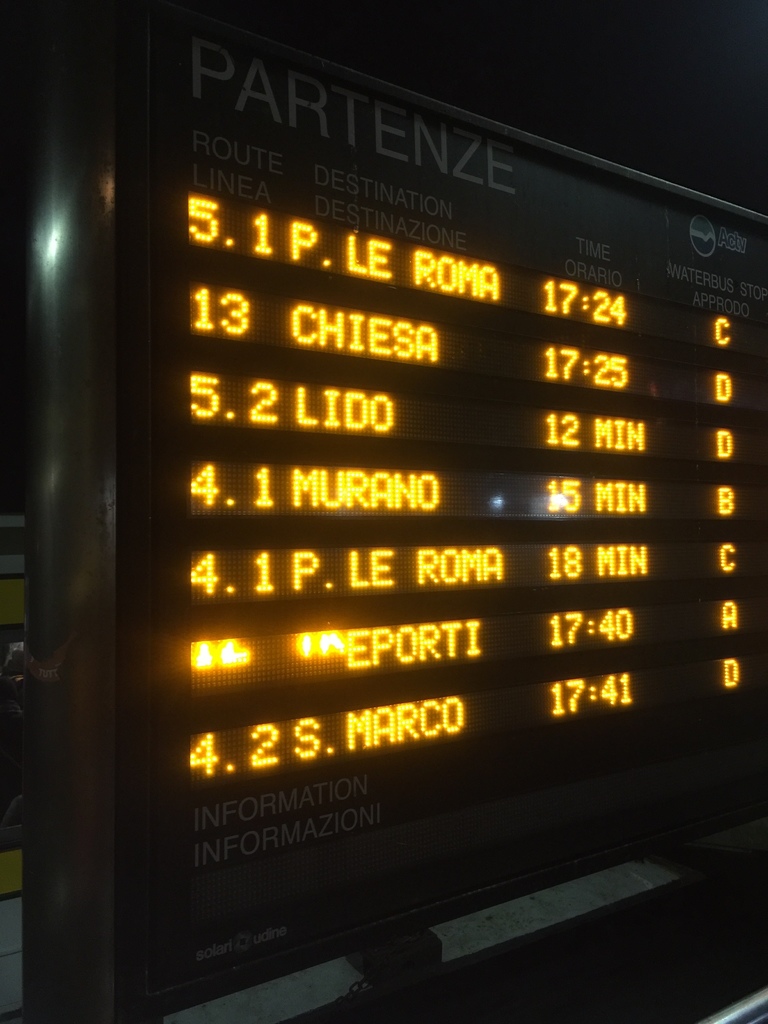 PARTENZE
ROUTE DESTINATION TIME Actv
LINEA DESTINAZIONE ORARIO WATERBUS STOP
APPRODO
5.1 P.LE ROMA 17:24 C
13 CHIESA 17:25 D
5.2 LIDO 12 MIN D
4.1 MURANO 15 MIN B
4.1 P.LE ROMA 18 MIN C
17:40 A
4.2 S.MARCO 17:41 D
INFORMATION
INFORMAZIONI
solari udine